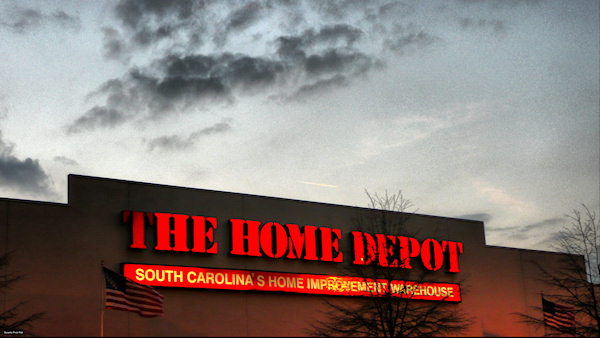 THE HOME DEPOT
SOUTH CAROLINA'S HOME IMPROVEMENT WAREHOUSE